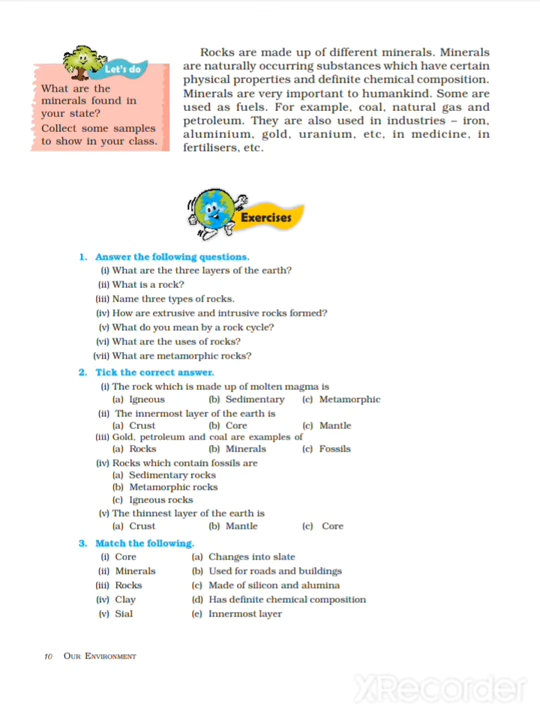 Let's do
What are the
minerals found in
your state?
Collect some samples
to show in your class.
Rocks are made up of different minerals. Minerals
are naturally occurring substances which have certain
physical properties and definite chemical composition.
Minerals are very important to humankind. Some are
used as fuels. For example, coal, natural gas and
petroleum. They are also used in industries – iron,
aluminium, gold, uranium, etc, in medicine, in
fertilisers, etc.
Exercises
1. Answer the following questions.
(i) What are the three layers of the earth?
(ii) What is a rock?
(iii) Name three types of rocks.
(iv) How are extrusive and intrusive rocks formed?
(v) What do you mean by a rock cycle?
(vi) What are the uses of rocks?
(vii) What are metamorphic rocks?
2. Tick the correct answer.
(i) The rock which is made up of molten magma is
(a) Igneous (b) Sedimentary (c) Metamorphic
(ii) The innermost layer of the earth is
(a) Crust (b) Core (c) Mantle
(iii) Gold, petroleum and coal are examples of
(a) Rocks (b) Minerals (c) Fossils
(iv) Rocks which contain fossils are
(a) Sedimentary rocks
(b) Metamorphic rocks
(c) Igneous rocks
(v) The thinnest layer of the earth is
(a) Crust (b) Mantle (c) Core
3. Match the following.
(i) Core (a) Changes into slate
(ii) Minerals (b) Used for roads and buildings
(iii) Rocks (c) Made of silicon and alumina
(iv) Clay (d) Has definite chemical composition
(v) Sial (e) Innermost layer
10 OUR ENVIRONMENT
XRecorder